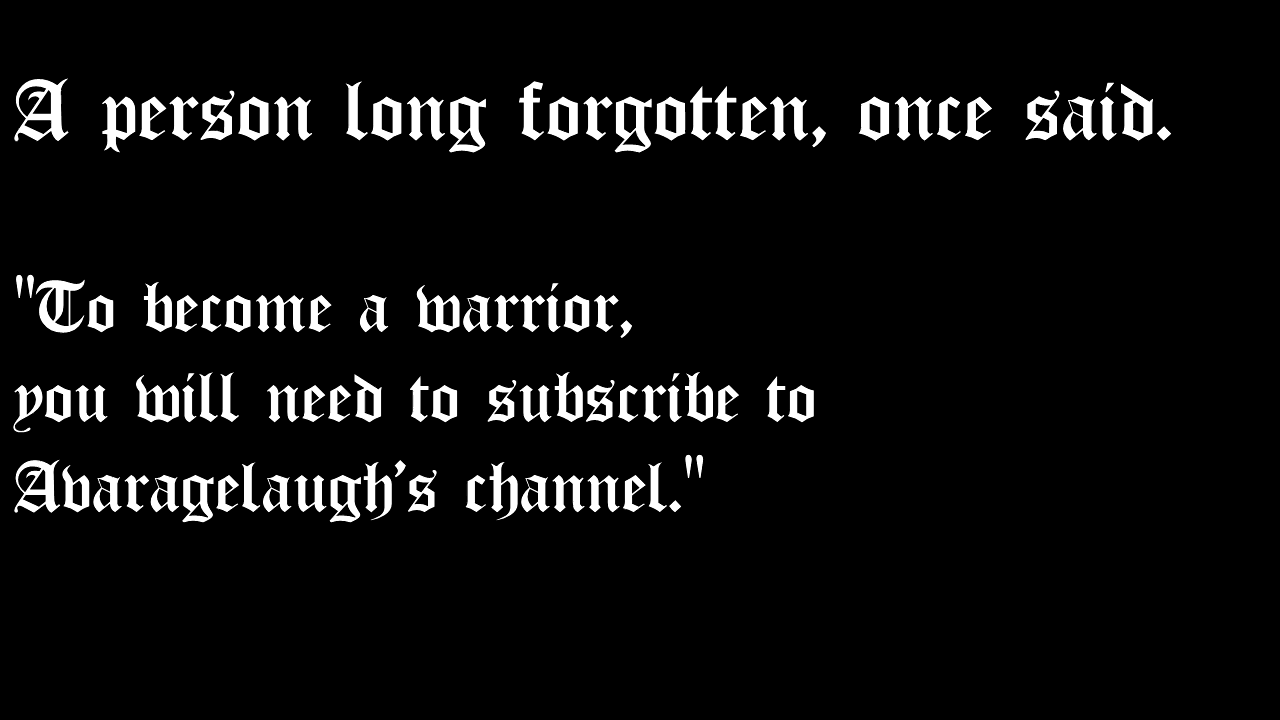 A person long forgotten, once said.
"To become a warrior,
you will need to subscribe to
Avaragelaugh's channel."